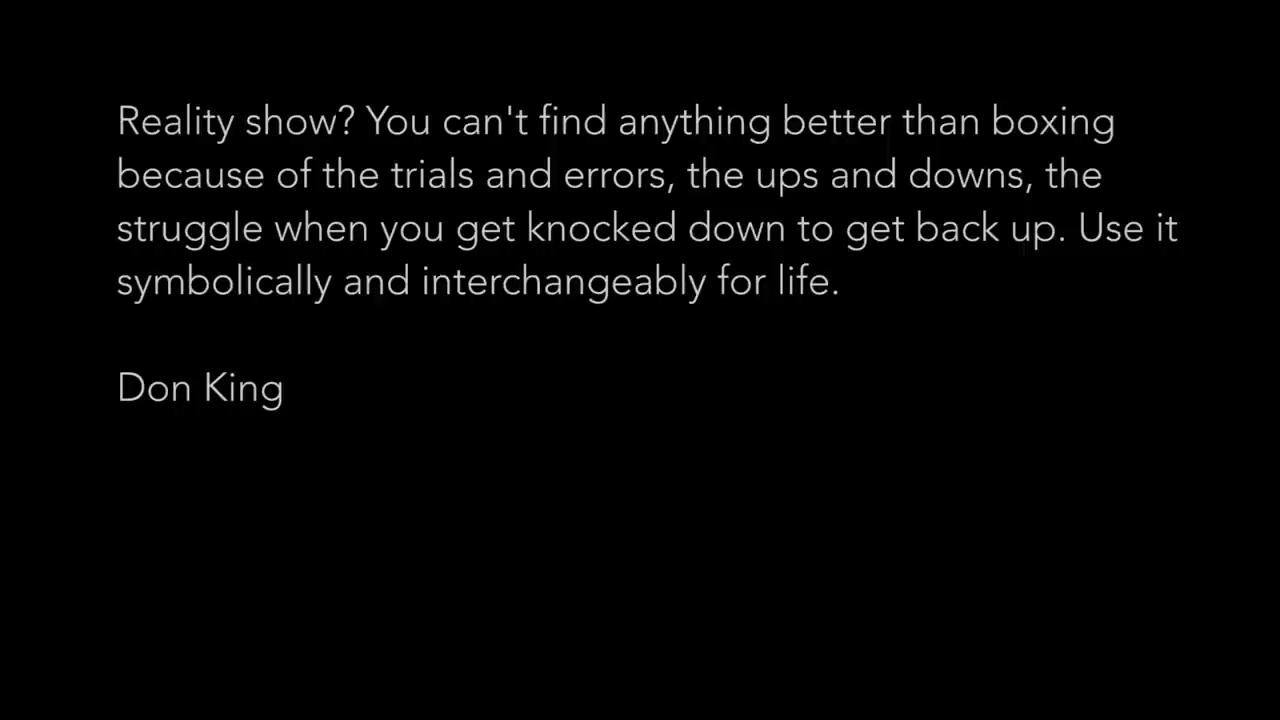 Reality show? You can't find anything better than boxing
because of the trials and errors, the ups and downs, the
struggle when you get knocked down to get back up. Use it
symbolically and interchangeably for life.
Don King